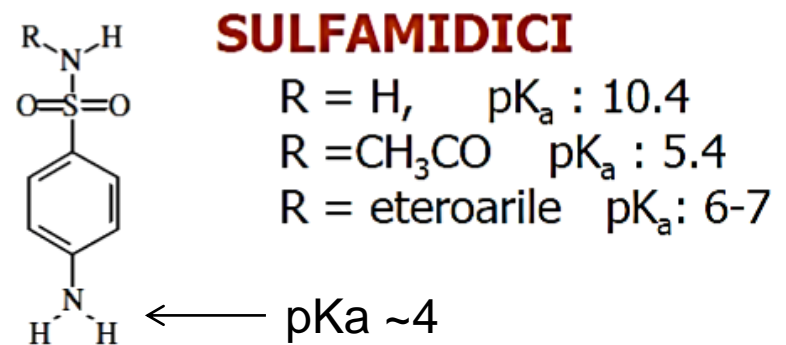 SULFAMIDICI
R = H, pKa : 10.4
R =CH3CO pKa : 5.4
R = eteroarile pKa: 6-7
R H
N
O=S=O
N
H H
pKa ~4